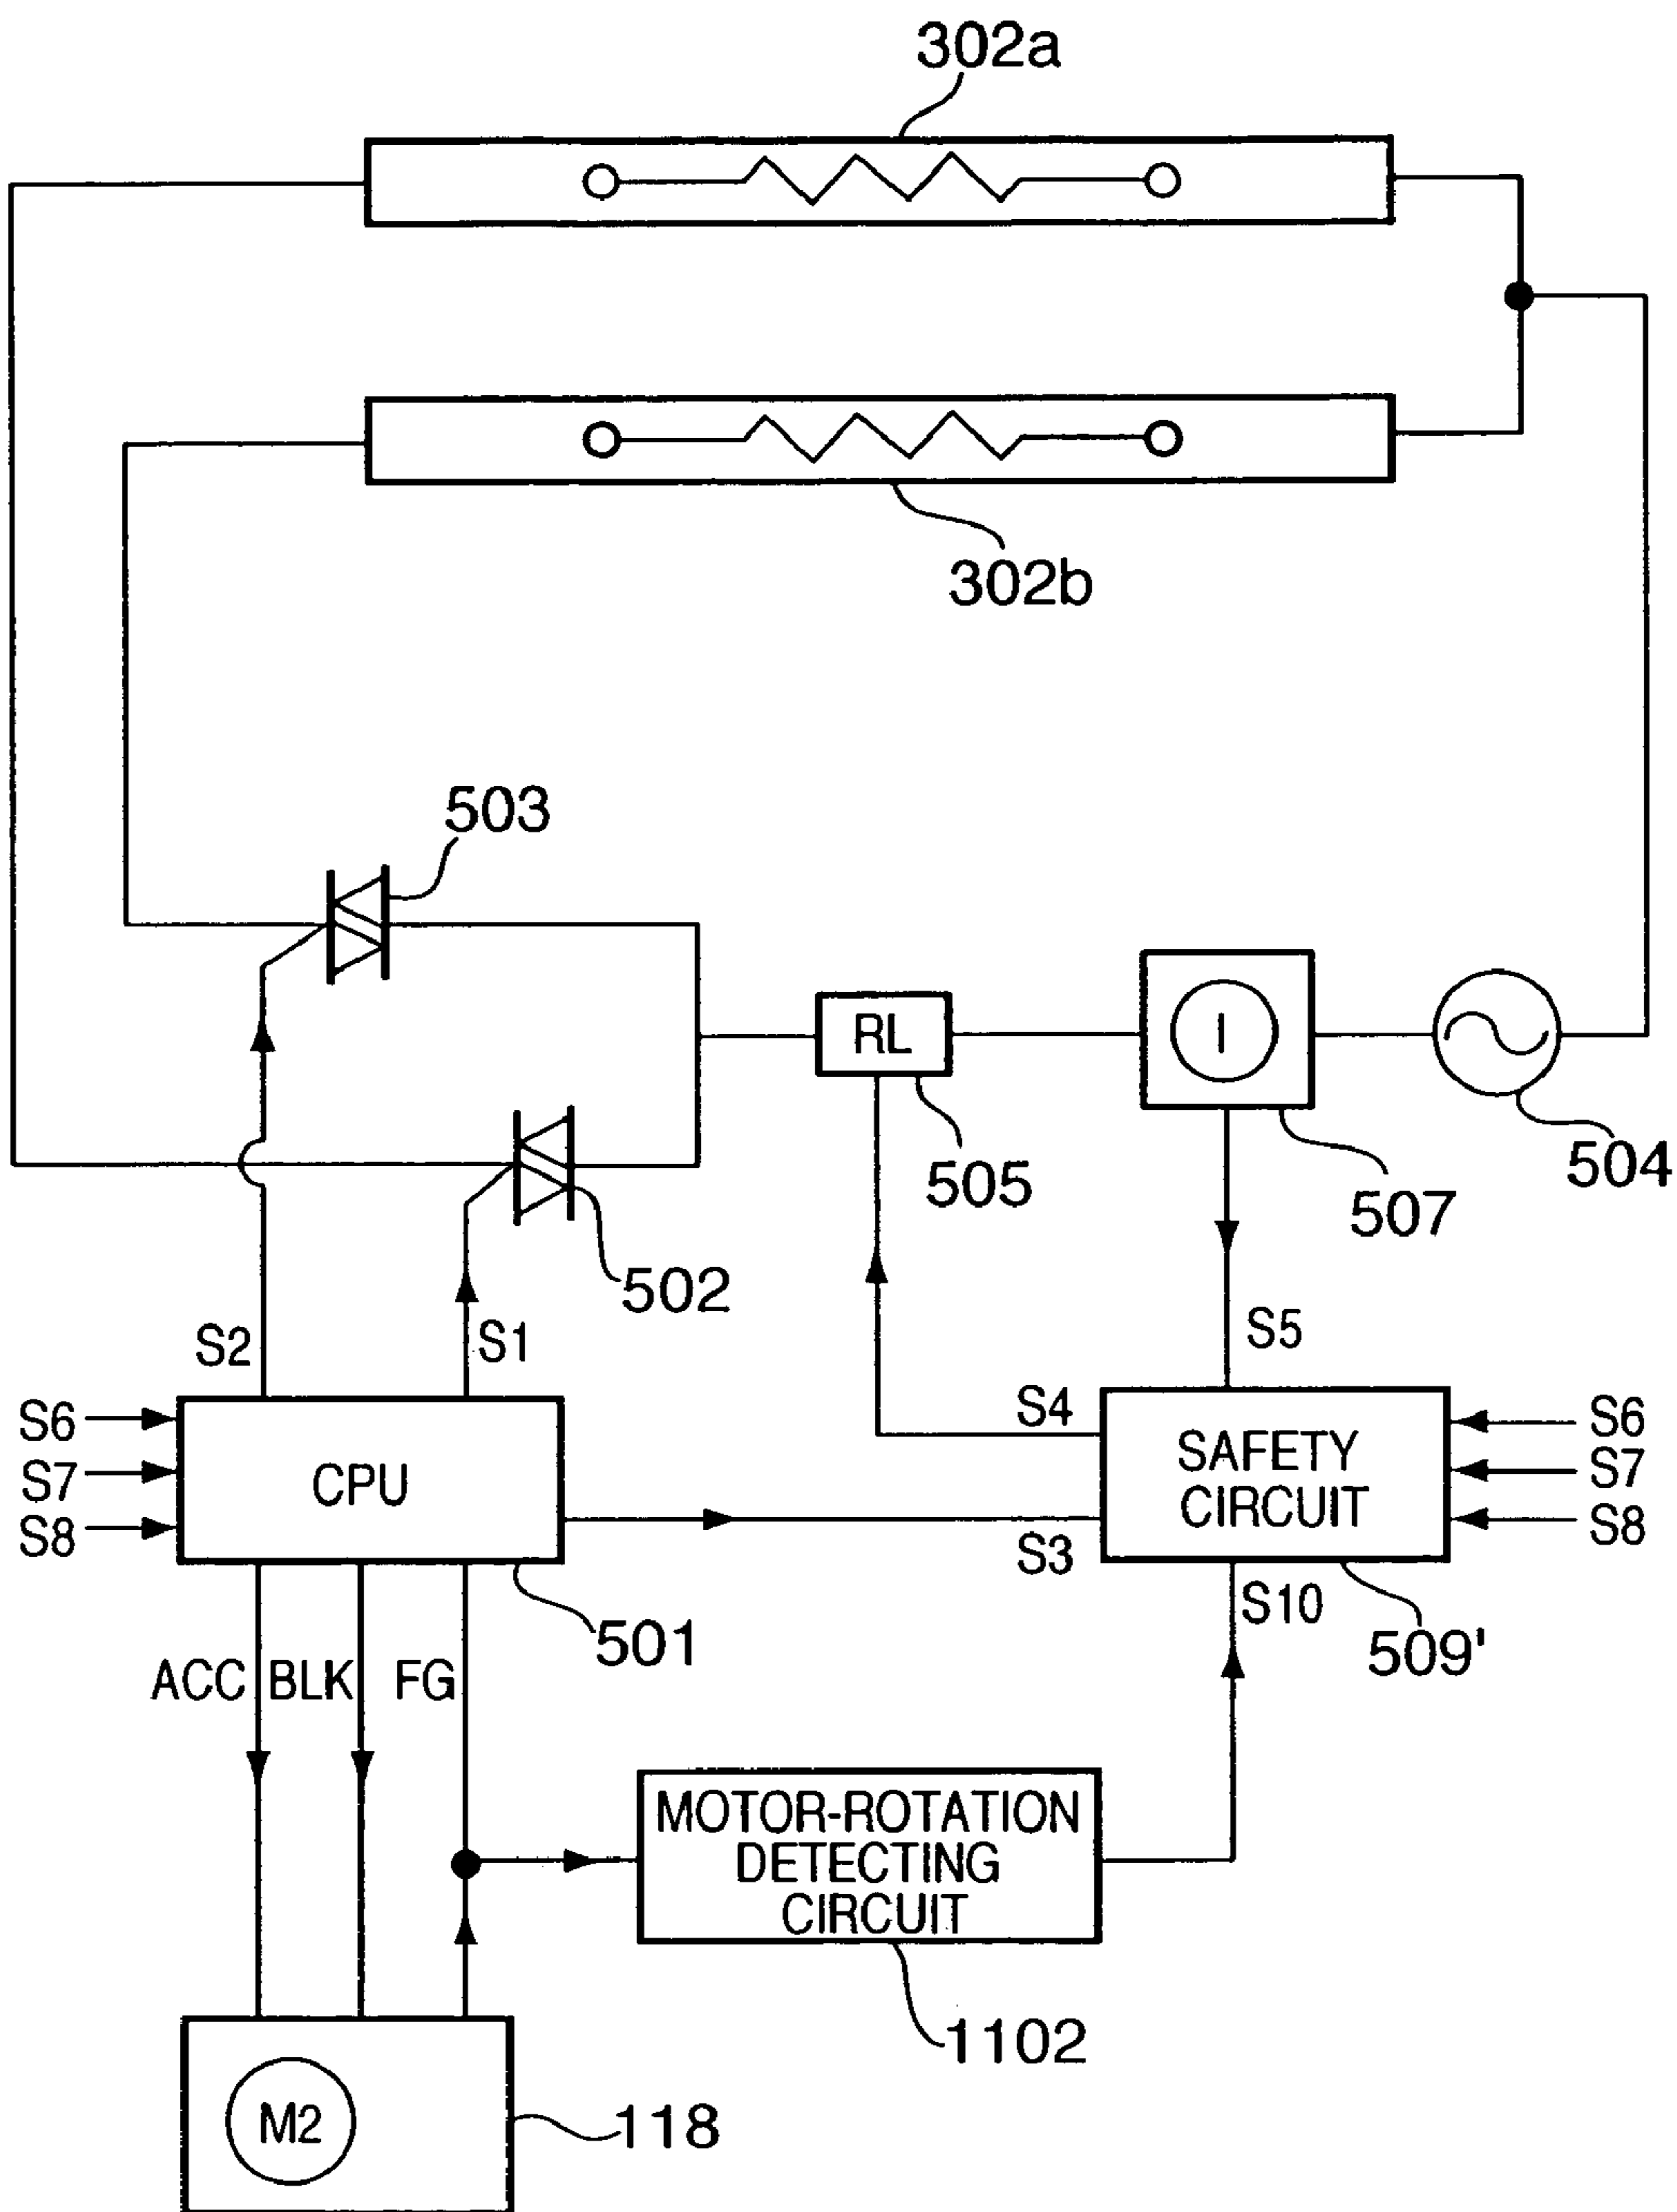 302a
302b
503
RL
I
504
505
507
502
S2
S1
S5
S4
S6
S7
S8
CPU
SAFETY
CIRCUIT
S6
S7
S8
S3
S10
501
509'
ACC
BLK
FG
MOTOR-ROTATION
DETECTING
CIRCUIT
1102
M2
118